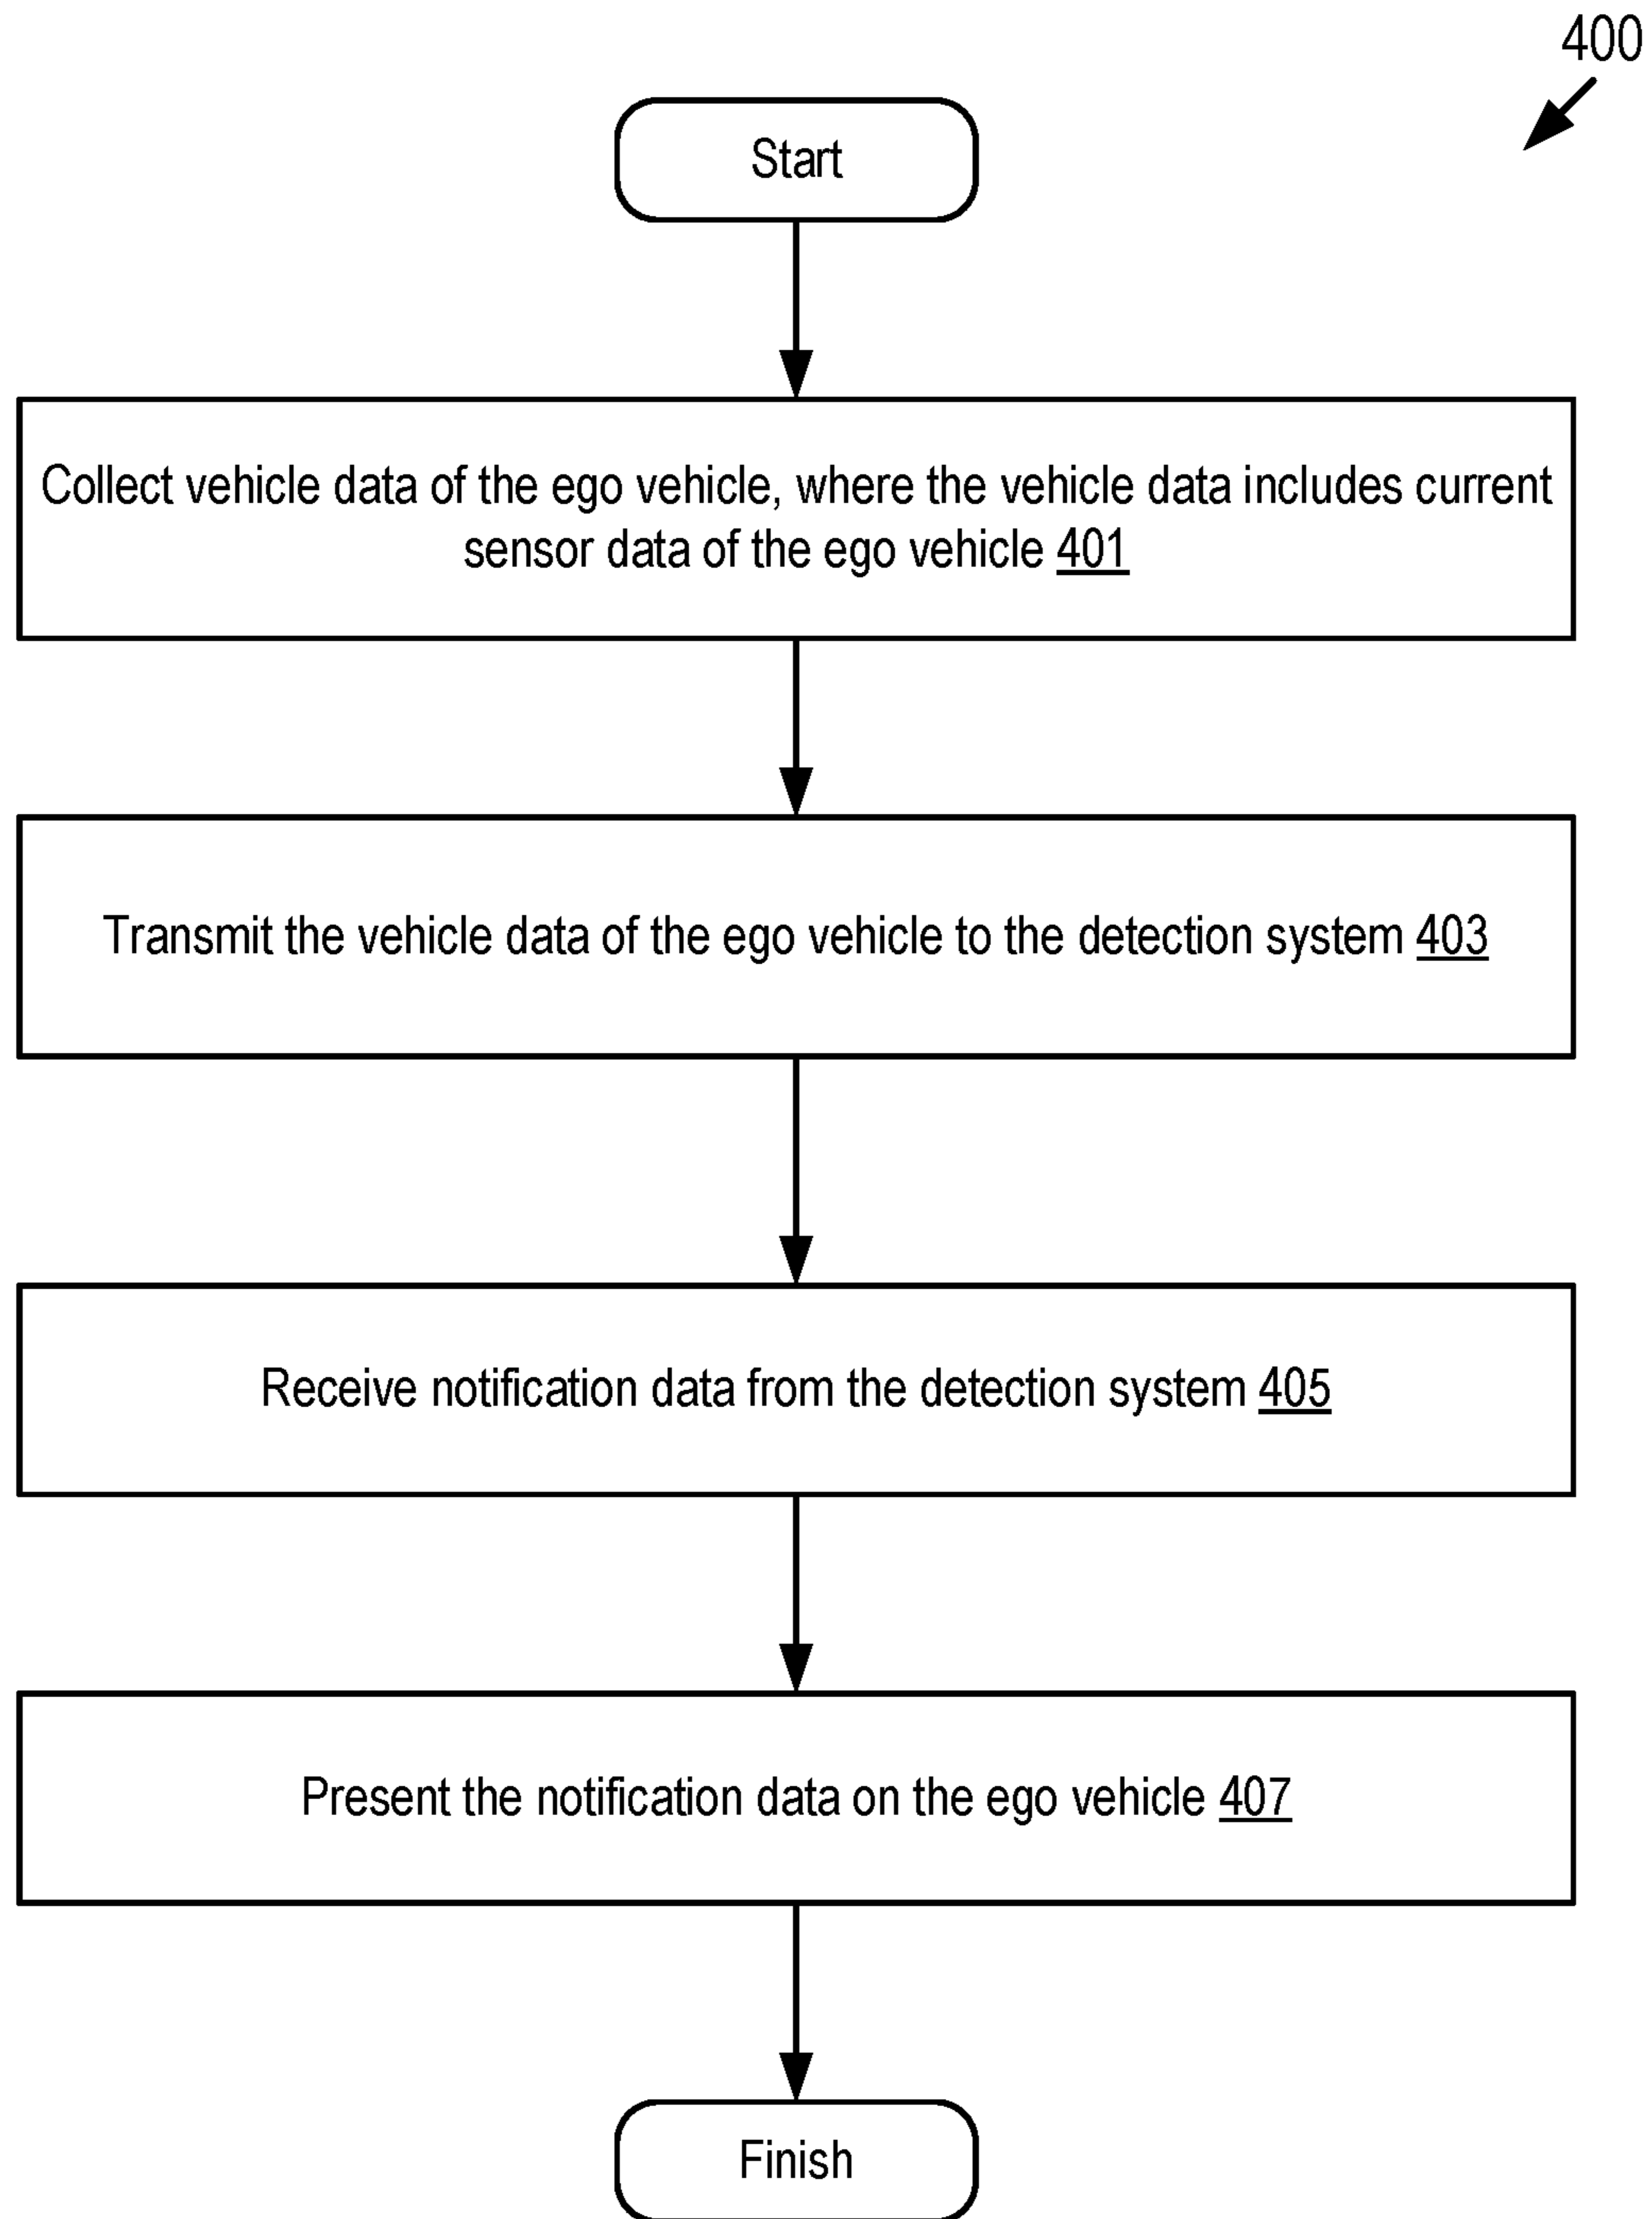 400
Start
Collect vehicle data of the ego vehicle, where the vehicle data includes current
sensor data of the ego vehicle 401
Transmit the vehicle data of the ego vehicle to the detection system 403
Receive notification data from the detection system 405
Present the notification data on the ego vehicle 407
Finish